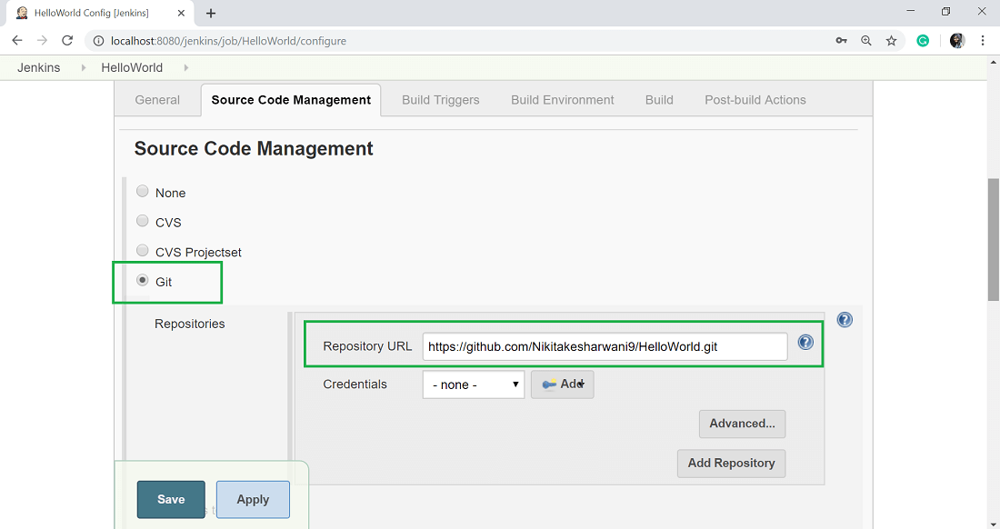 HelloWorld Config [Jenkins]
localhost:8080/jenkins/job/HelloWorld/configure
Jenkins HelloWorld
General Source Code Management Build Triggers Build Environment Build Post-build Actions
Source Code Management
None
CVS
CVS Projectset
Git
Repositories
Repository URL https://github.com/Nikitakesharwani9/HelloWorld.git
Credentials - none - Add
Advanced...
Add Repository
Save Apply